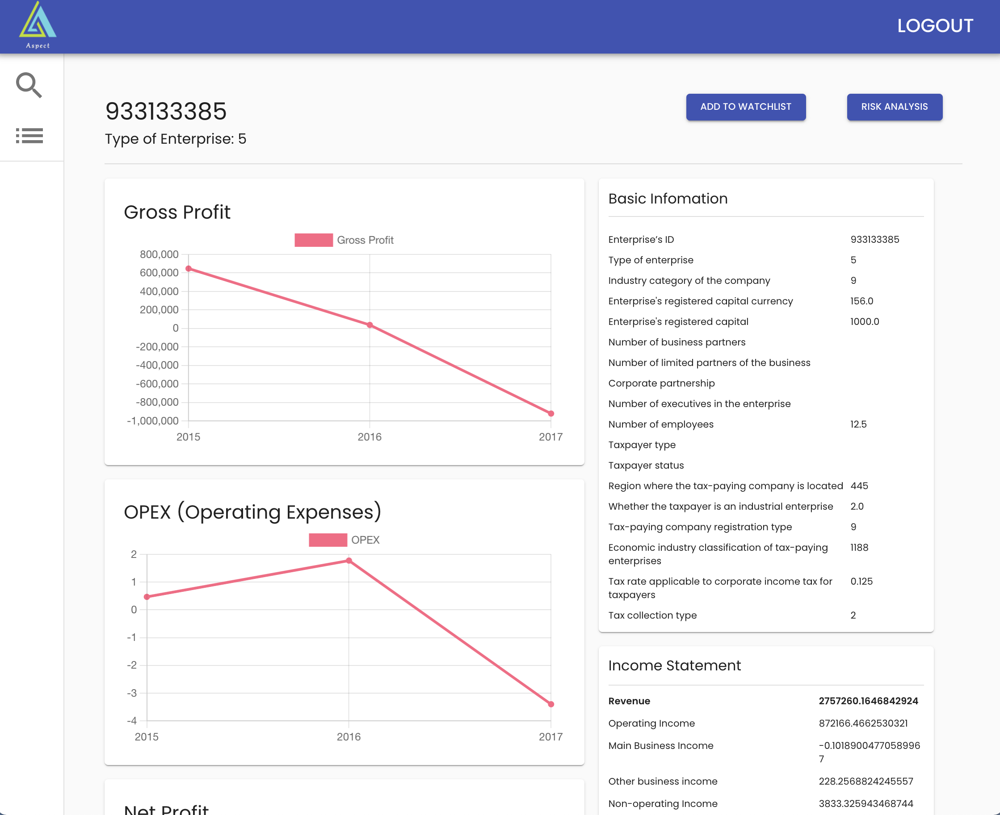 Aspect
LOGOUT
933133385
Type of Enterprise: 5
ADD TO WATCHLIST
RISK ANALYSIS
Gross Profit
Gross Profit
800,000
600,000
400,000
200,000
0
-200,000
-400,000
-600,000
-800,000
-1,000,000
2015 2016 2017
OPEX (Operating Expenses)
OPEX
2
1
0
-1
-2
-3
-4
2015 2016 2017
Net Profit
Basic Infomation
Enterprise’s ID 933133385
Type of enterprise 5
Industry category of the company 9
Enterprise's registered capital currency 156.0
Enterprise's registered capital 1000.0
Number of business partners
Number of limited partners of the business
Corporate partnership
Number of executives in the enterprise
Number of employees 12.5
Taxpayer type
Taxpayer status
Region where the tax-paying company is located 445
Whether the taxpayer is an industrial enterprise 2.0
Tax-paying company registration type 9
Economic industry classification of tax-paying 1188
enterprises
Tax rate applicable to corporate income tax for 0.125
taxpayers
Tax collection type 2
Income Statement
Revenue 2757260.1646842924
Operating Income 872166.4662530321
Main Business Income -0.1018900477058996
7
Other business income 228.2568824245557
Non-operating Income 3833.325943468744